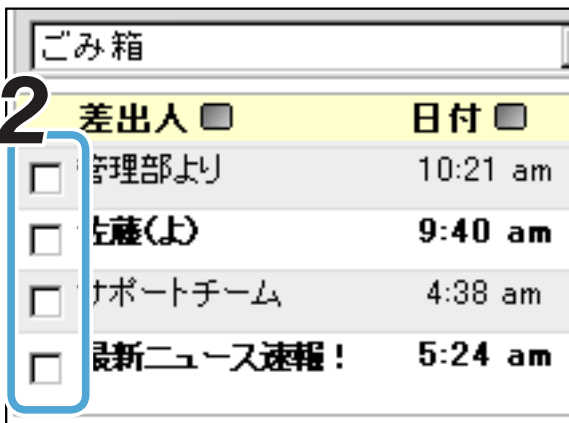 ごみ箱
2
差出人 日付
管理部より 10:21 am
佐藤(よ) 9:40 am
サポートチーム 4:38 am
最新ニュース速報！ 5:24 am